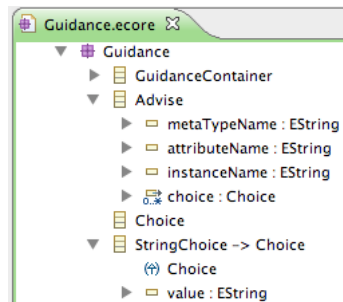 Guidance.ecore
Guidance
GuidanceContainer
Advise
metaTypeName : EString
attributeName : EString
instanceName : EString
choice : Choice
Choice
StringChoice -> Choice
Choice
value : EString